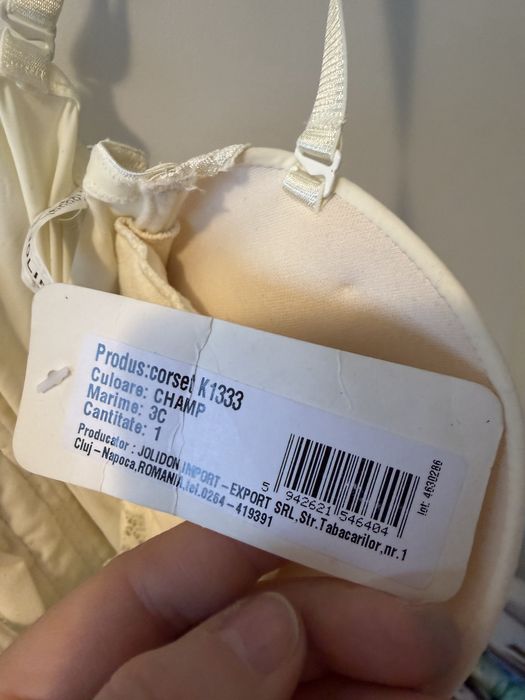 Produs:corset K1333
Culoare: CHAMP
Marime: 3C
Cantitate: 1
Producator : JOLIDON IMPORT-EXPORT SRL,Str.Tabacarilor,nr.1
Cluj-Napoca,ROMANIA,tel.0264-419391
5 942621 546404
lot: 4630286